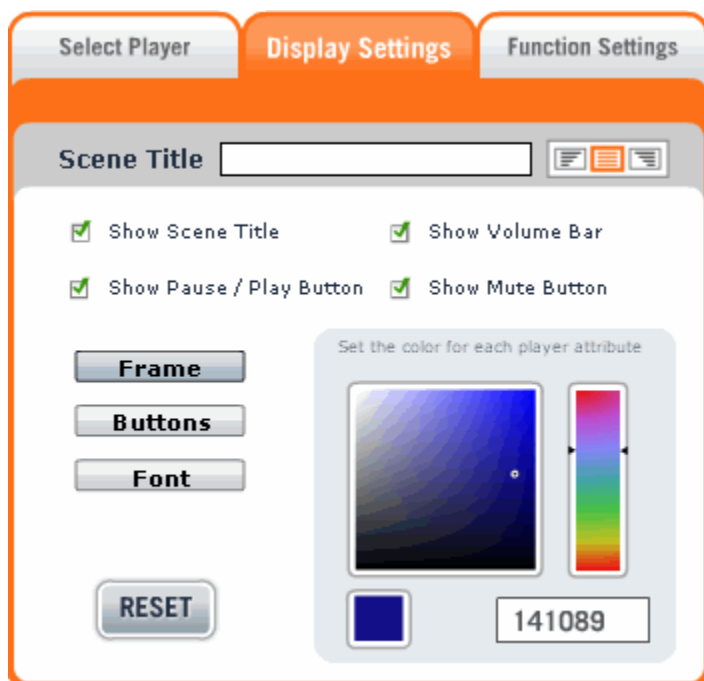 Select Player
Display Settings
Function Settings
Scene Title
Show Scene Title
Show Volume Bar
Show Pause / Play Button
Show Mute Button
Set the color for each player attribute
Frame
Buttons
Font
RESET
141089